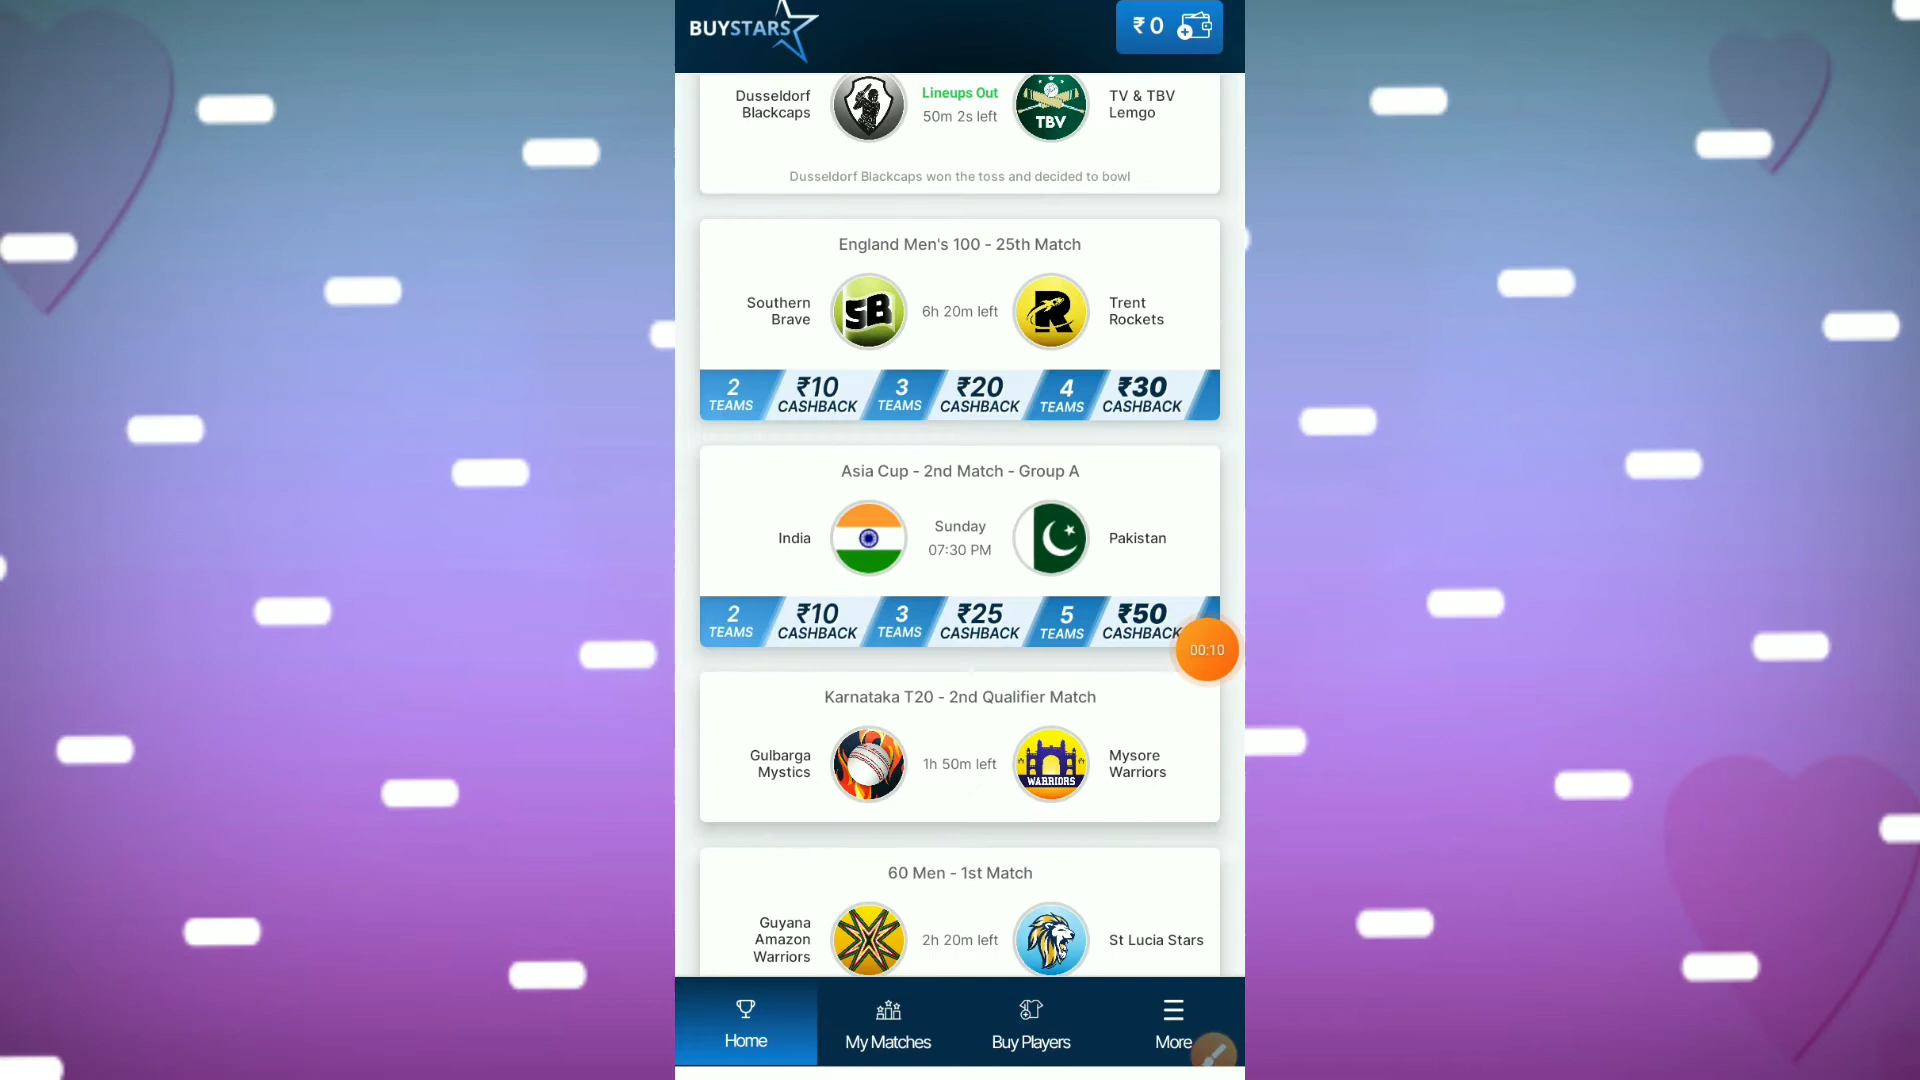 BUYSTARS
₹ 0
Dusseldorf
Blackcaps
Lineups Out
50m 2s left
TBV
TV & TBV
Lemgo
Dusseldorf Blackcaps won the toss and decided to bowl
England Men's 100 - 25th Match
Southern
Brave
SB
6h 20m left
R
Trent
Rockets
2 TEAMS ₹10 CASHBACK 3 TEAMS ₹20 CASHBACK 4 TEAMS ₹30 CASHBACK
Asia Cup - 2nd Match - Group A
India
Sunday
07:30 PM
Pakistan
2 TEAMS ₹10 CASHBACK 3 TEAMS ₹25 CASHBACK 5 TEAMS ₹50 CASHBACK
00:10
Karnataka T20 - 2nd Qualifier Match
Gulbarga
Mystics
1h 50m left
WARRIORS
Mysore
Warriors
60 Men - 1st Match
Guyana
Amazon
Warriors
2h 20m left
St Lucia Stars
Home
My Matches
Buy Players
More